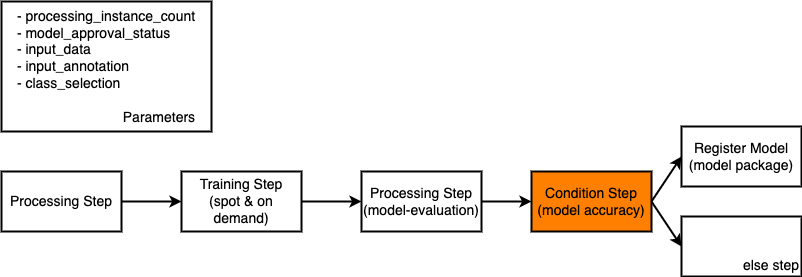 - processing_instance_count
- model_approval_status
- input_data
- input_annotation
- class_selection
Parameters
Processing Step
Training Step
(spot & on
demand)
Processing Step
(model-evaluation)
Condition Step
(model accuracy)
Register Model
(model package)
else step